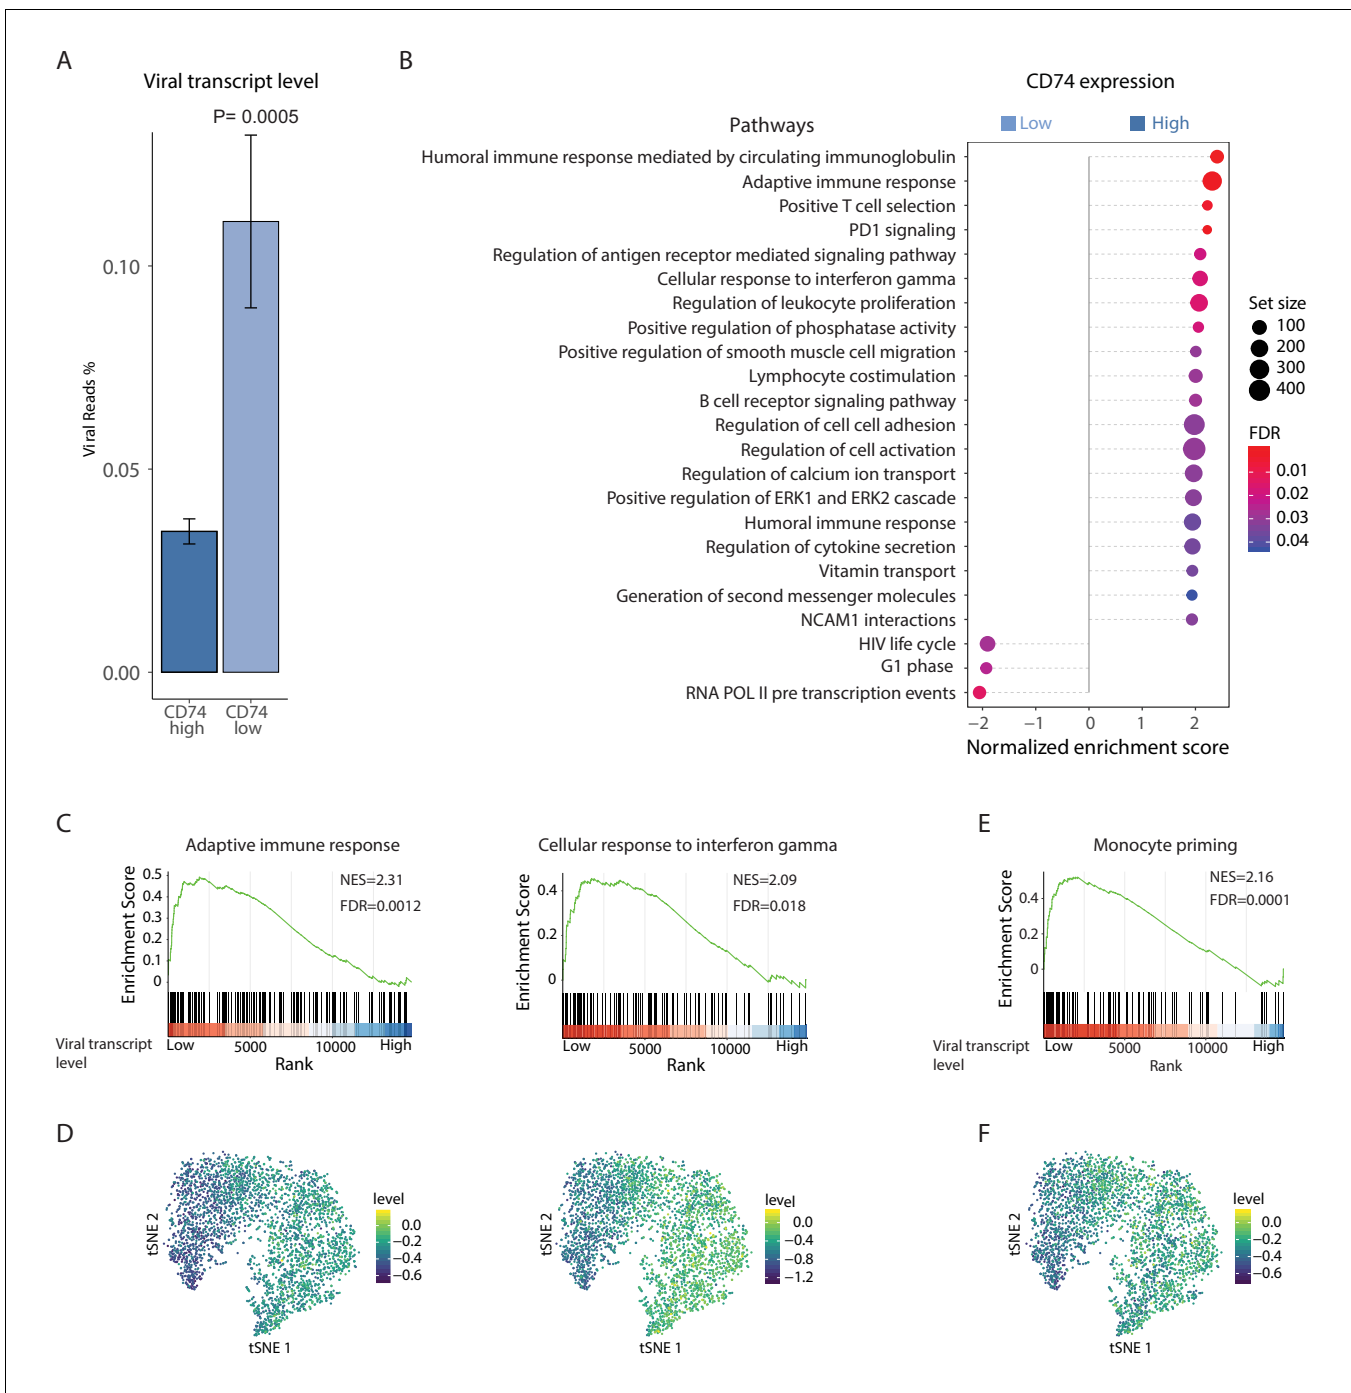 A
Viral transcript level
P= 0.0005
Viral Reads %
0.10
0.05
0.00
CD74 high
CD74 low
B
CD74 expression
Pathways
Low
High
Humoral immune response mediated by circulating immunoglobulin
Adaptive immune response
Positive T cell selection
PD1 signaling
Regulation of antigen receptor mediated signaling pathway
Cellular response to interferon gamma
Regulation of leukocyte proliferation
Positive regulation of phosphatase activity
Positive regulation of smooth muscle cell migration
Lymphocyte costimulation
B cell receptor signaling pathway
Regulation of cell cell adhesion
Regulation of cell activation
Regulation of calcium ion transport
Positive regulation of ERK1 and ERK2 cascade
Humoral immune response
Regulation of cytokine secretion
Vitamin transport
Generation of second messenger molecules
NCAM1 interactions
HIV life cycle
G1 phase
RNA POL II pre transcription events
−2 −1 0 1 2
Normalized enrichment score
Set size
100
200
300
400
FDR
0.01
0.02
0.03
0.04
C
Adaptive immune response
Enrichment Score
0.5
0.4
0.3
0.2
0.1
0
NES=2.31
FDR=0.0012
Viral transcript level
Low 5000 10000 High
Rank
Cellular response to interferon gamma
Enrichment Score
0.4
0.2
0
NES=2.09
FDR=0.018
Low 5000 10000 High
Rank
E
Monocyte priming
Enrichment Score
0.4
0.2
0
NES=2.16
FDR=0.0001
Viral transcript level
Low 5000 10000 High
Rank
D
tSNE 2
tSNE 1
level
0.0
−0.2
−0.4
−0.6
tSNE 2
tSNE 1
level
0.0
−0.4
−0.8
−1.2
F
tSNE 2
tSNE 1
level
0.0
−0.2
−0.4
−0.6